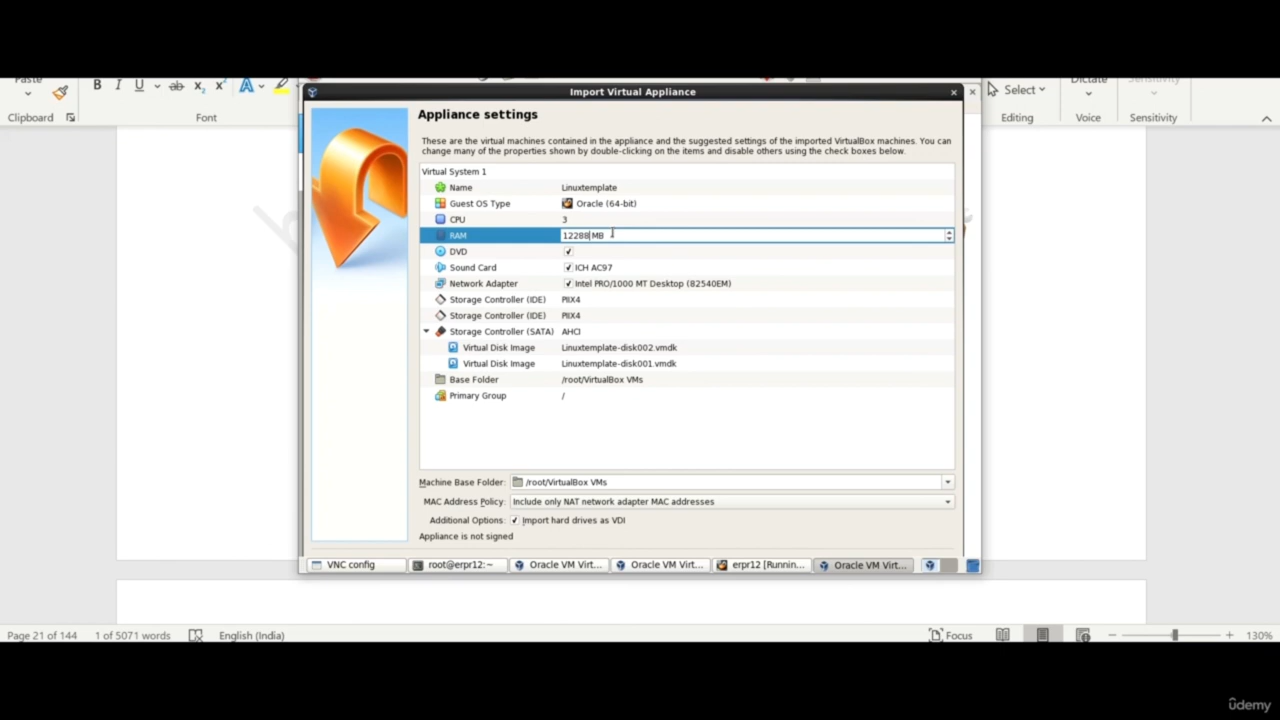 Paste
B I U ab x₂ x² A
Select
Dictate
Sensitivity
Clipboard
Font
Editing
Voice
Sensitivity
Import Virtual Appliance
Appliance settings
These are the virtual machines contained in the appliance and the suggested settings of the imported VirtualBox machines. You can
change many of the properties shown by double-clicking on the items and disable others using the check boxes below.
Virtual System 1
Name Linuxtemplate
Guest OS Type Oracle (64-bit)
CPU 3
RAM 12288 MB
DVD
Sound Card ICH AC97
Network Adapter Intel PRO/1000 MT Desktop (82540EM)
Storage Controller (IDE) PIIX4
Storage Controller (IDE) PIIX4
Storage Controller (SATA) AHCI
Virtual Disk Image Linuxtemplate-disk002.vmdk
Virtual Disk Image Linuxtemplate-disk001.vmdk
Base Folder /root/VirtualBox VMs
Primary Group /
Machine Base Folder: /root/VirtualBox VMs
MAC Address Policy: Include only NAT network adapter MAC addresses
Additional Options: Import hard drives as VDI
Appliance is not signed
VNC config root@erpr12:~ Oracle VM Virt... Oracle VM Virt... erpr12 [Runnin... Oracle VM Virt...
Page 21 of 144 1 of 5071 words English (India) Focus 130%
ûdemy